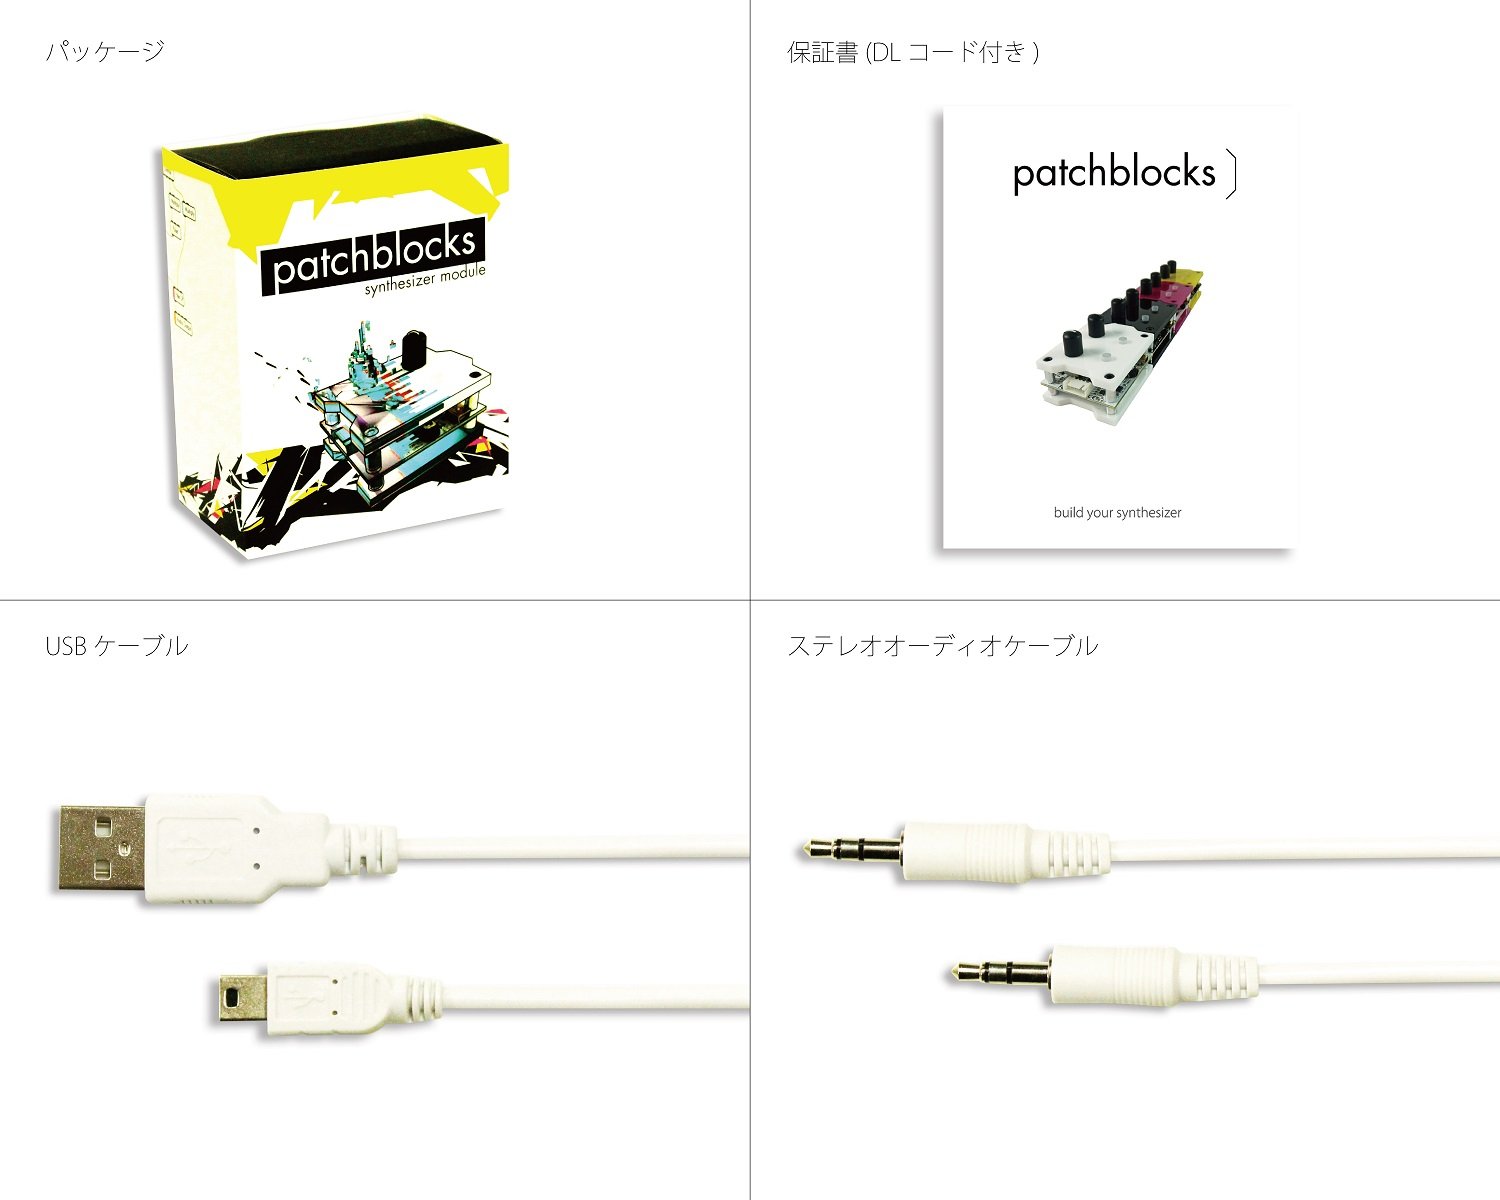 パッケージ
patchblocks
synthesizer module
保証書 (DL コード付き )
patchblocks
build your synthesizer
USB ケーブル
ステレオオーディオケーブル